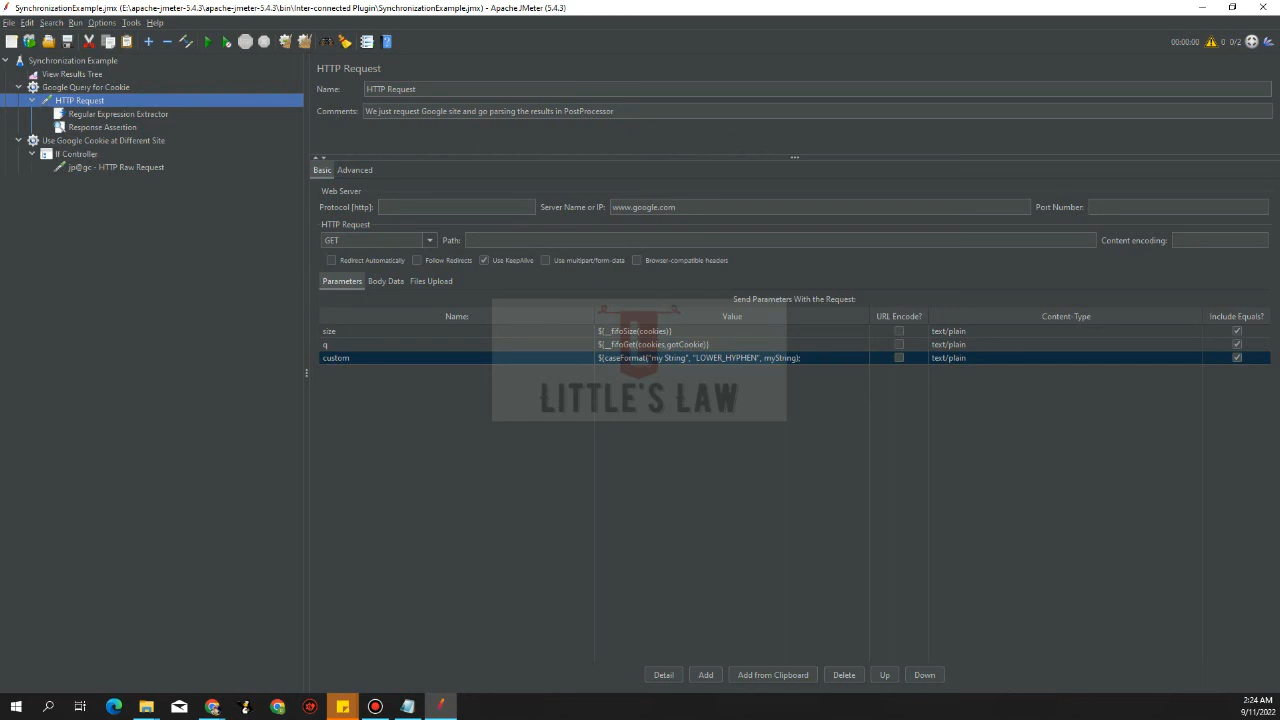 SynchronizationExample.jmx (E:\apache-jmeter-5.4.3\apache-jmeter-5.4.3\bin\Inter-connected Plugin\SynchronizationExample.jmx) - Apache JMeter (5.4.3)
File Edit Search Run Options Tools Help
00:00:00 0 0/2
Synchronization Example
View Results Tree
Google Query for Cookie
HTTP Request
Regular Expression Extractor
Response Assertion
Use Google Cookie at Different Site
If Controller
jp@gc - HTTP Raw Request
HTTP Request
Name: HTTP Request
Comments: We just request Google site and go parsing the results in PostProcessor
Basic Advanced
Web Server
Protocol [http]: Server Name or IP: www.google.com Port Number:
HTTP Request
GET Path: Content encoding:
Redirect Automatically Follow Redirects Use KeepAlive Use multipart/form-data Browser-compatible headers
Parameters Body Data Files Upload
Send Parameters With the Request:
Name: Value URL Encode? Content-Type Include Equals?
size ${__fifoSize(cookies)} text/plain
q ${__fifoGet(cookies,gotCookie)} text/plain
custom ${caseFormat("my String", "LOWER_HYPHEN", myString); text/plain
LITTLE'S LAW
Detail Add Add from Clipboard Delete Up Down
2:24 AM
9/11/2022